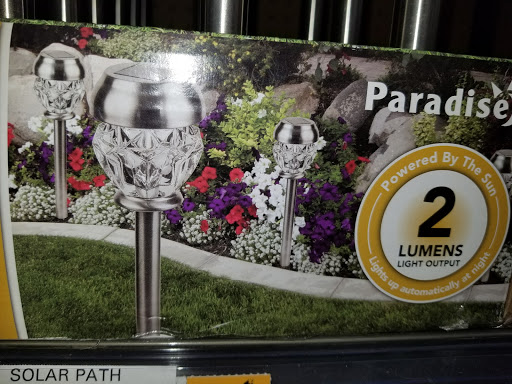 Paradise
Powered By The Sun
2
LUMENS
LIGHT OUTPUT
Lights up automatically at night
SOLAR PATH